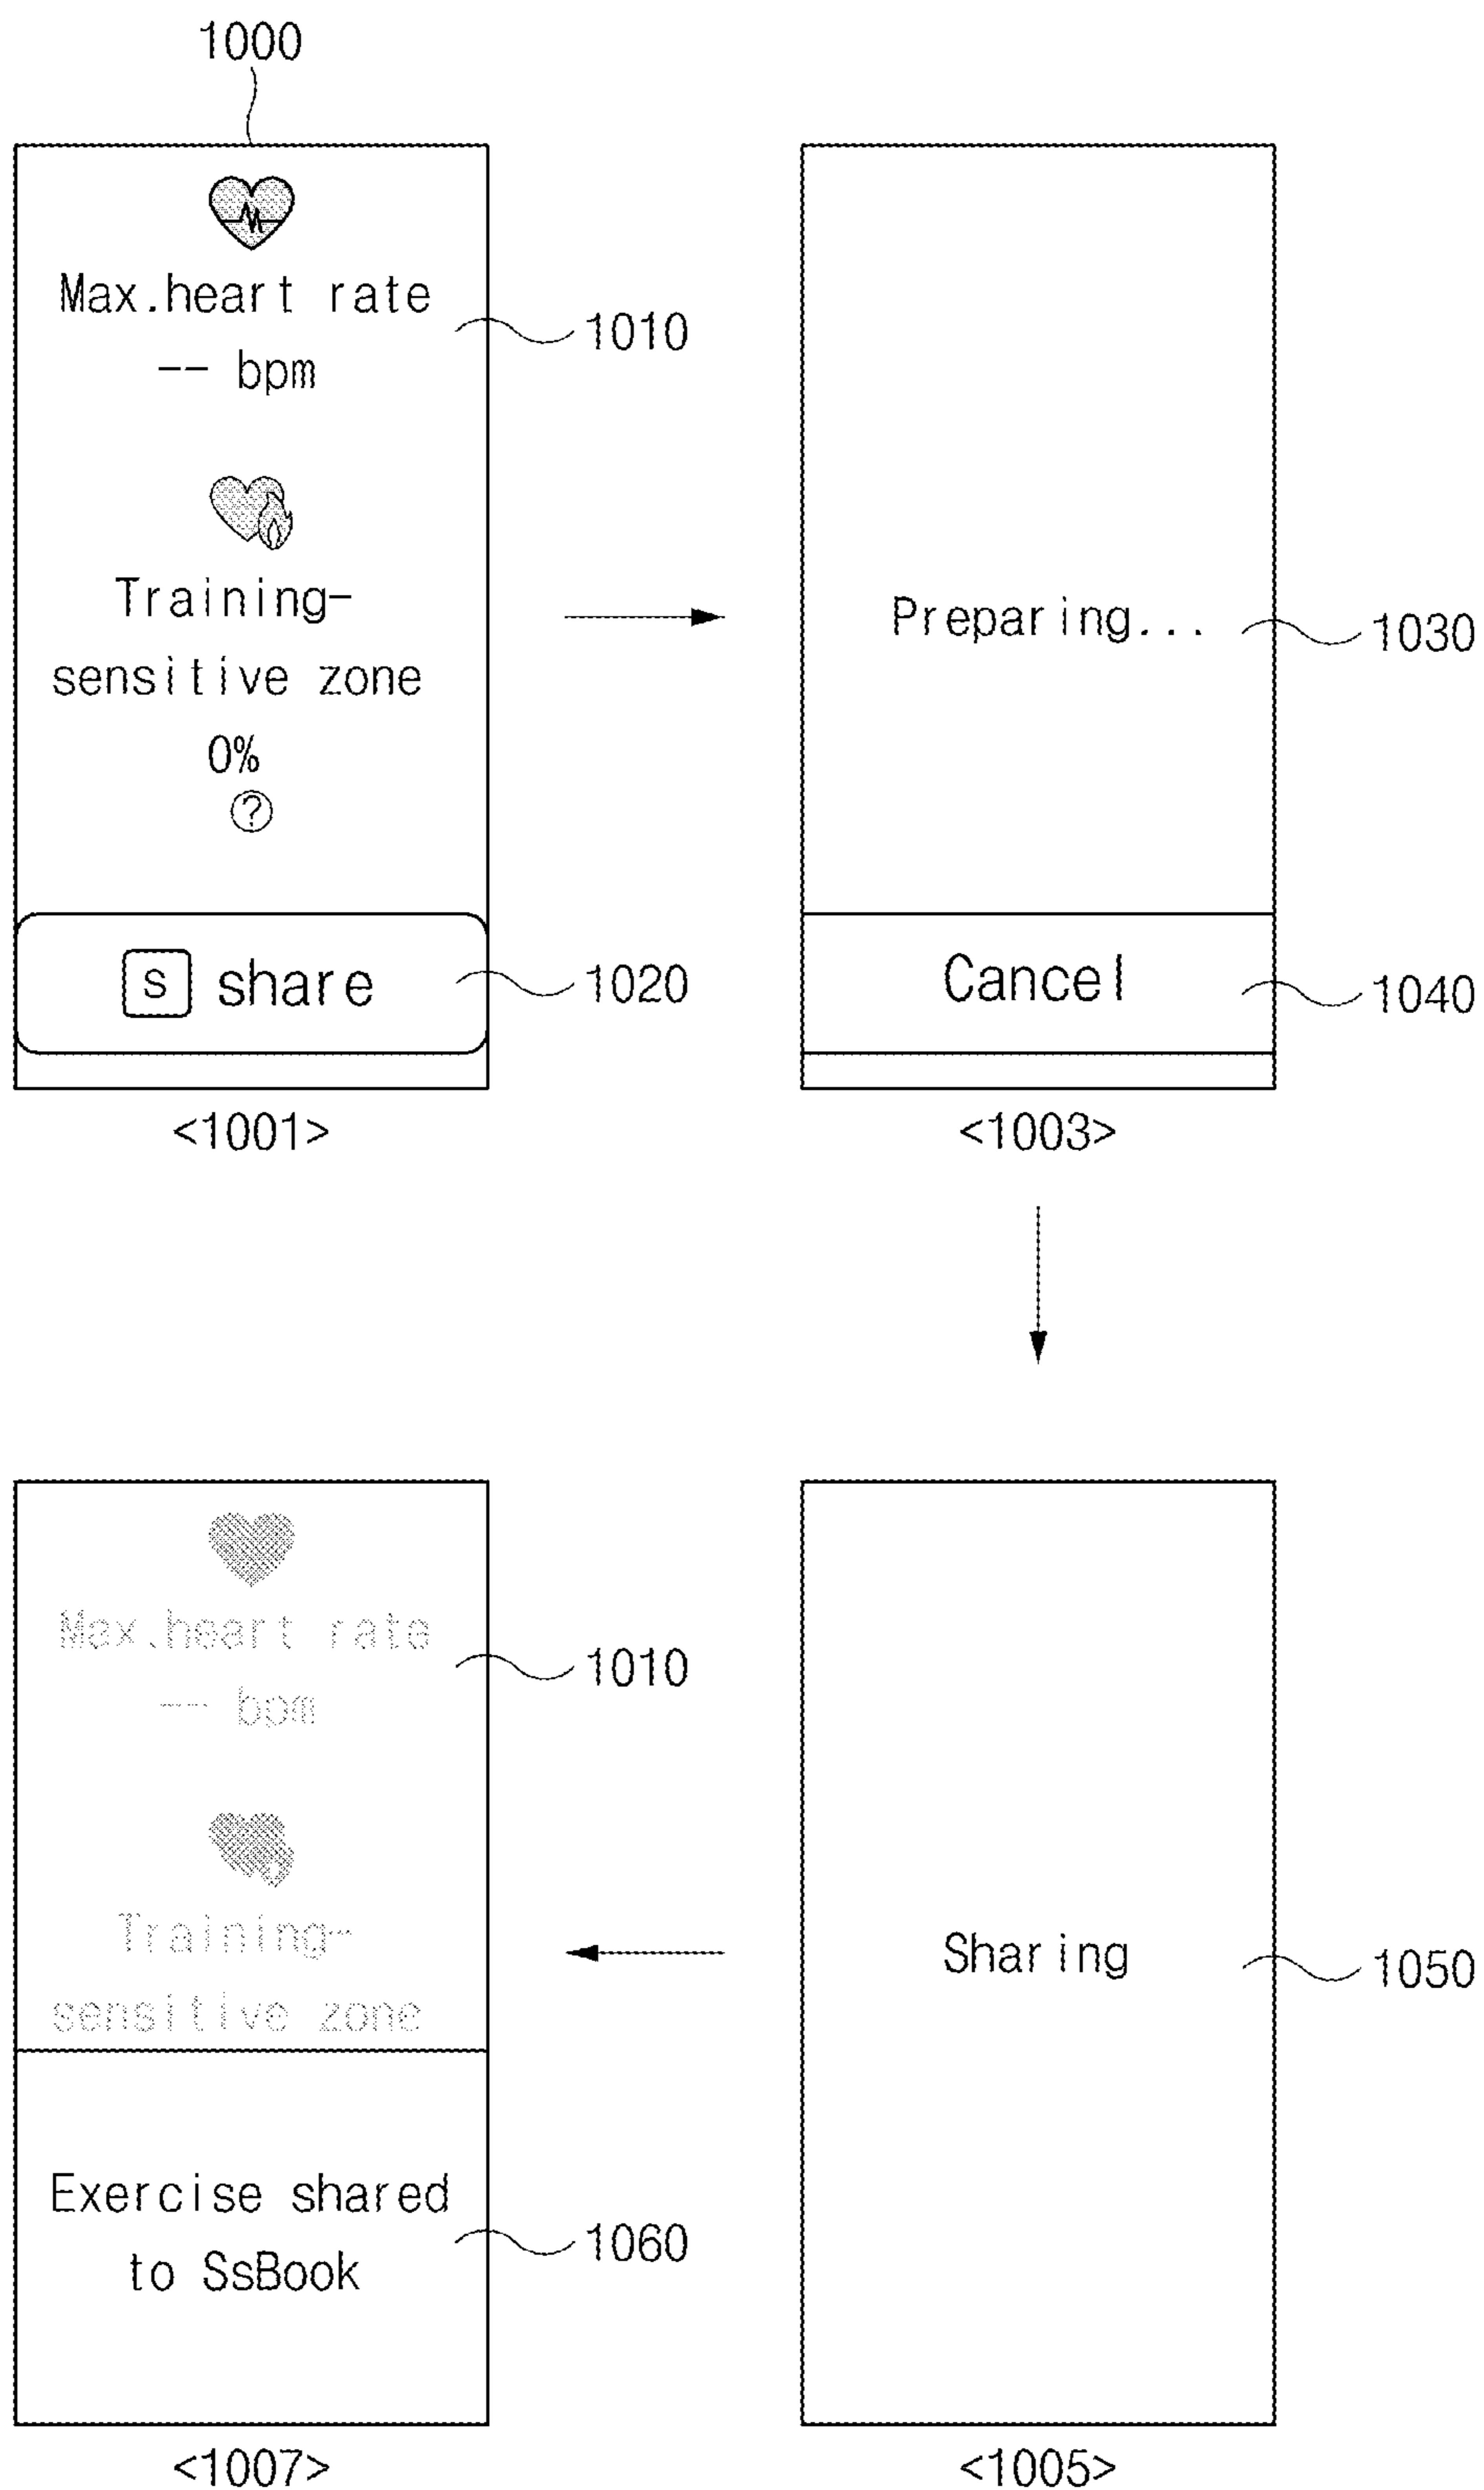 1000
Max.heart rate
-- bpm
1010
Training-
sensitive zone
0%
?
S share
1020
<1001>
Preparing...
1030
Cancel
1040
<1003>
Sharing
1050
<1005>
Max.heart rate
-- bpm
1010
Training-
sensitive zone
Exercise shared
to SsBook
1060
<1007>